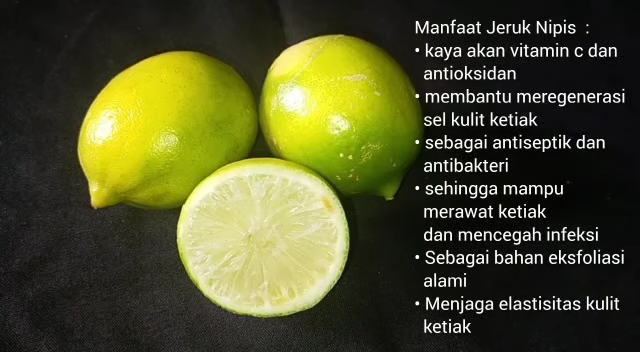 Manfaat Jeruk Nipis :
• kaya akan vitamin c dan
antioksidan
• membantu meregenerasi
sel kulit ketiak
• sebagai antiseptik dan
antibakteri
• sehingga mampu
merawat ketiak
dan mencegah infeksi
• Sebagai bahan eksfoliasi
alami
• Menjaga elastisitas kulit
ketiak